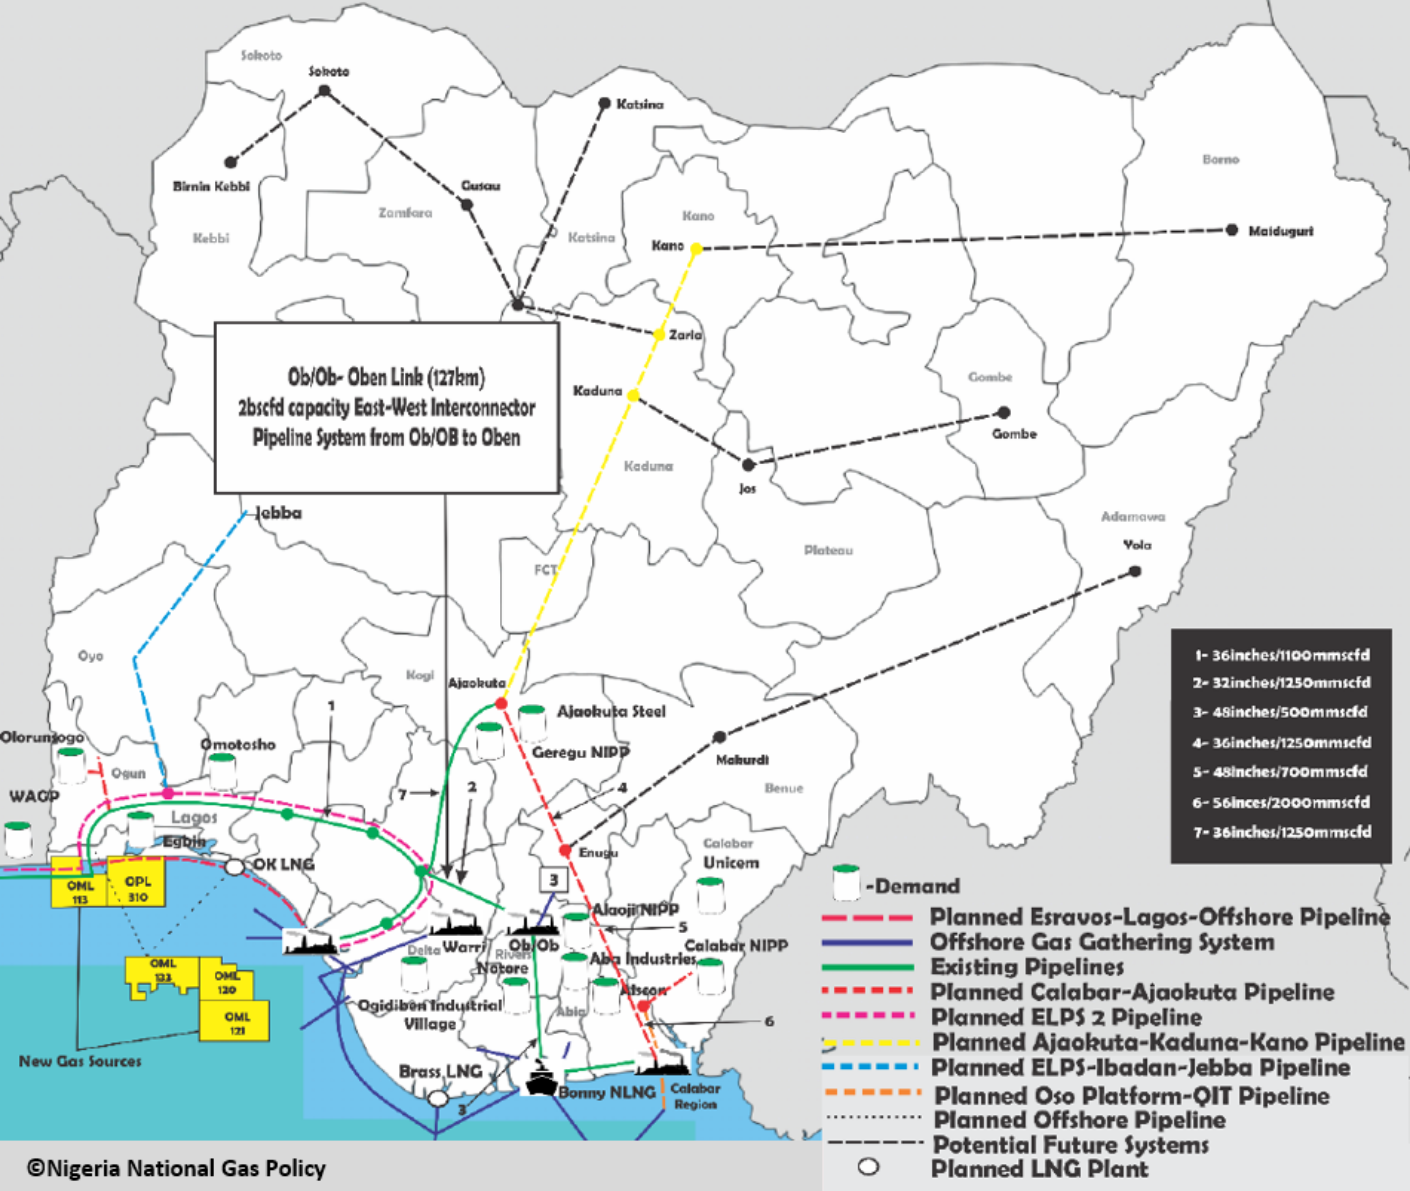 Sokoto
Sokoto
Katsina
Birnin Kebbi
Gusau
Zamfara
Kebbi
Katsina
Kano
Kano
Borno
Maiduguri
Zaria
Kaduna
Ob/Ob- Oben Link (127km)
2bscfd capacity East-West Interconnector
Pipeline System from Ob/OB to Oben
Gombe
Gombe
Kaduna
Jos
Jebba
Adamawa
Yola
Plateau
FCT
Oyo
Kogi
Ajaokuta
Ajaokuta Steel
Geregu NIPP
1
Olorunsogo
Omotosho
Ogun
WAGP
Lagos
Egbin
OK LNG
7
2
4
Makurdi
Benue
Enugu
3
Calabar
Unicem
OML
113
OPL
310
Alaoji NIPP
5
Delta
Warri
Ob/Ob
Rivers
Notore
Aba Industries
Calabar NIPP
OML
133
OML
120
OML
121
Ogidiben Industrial
Village
Abia
Alscon
6
New Gas Sources
Brass LNG
3
Bonny NLNG
Calabar
Region
1- 36inches/1100mmscfd
2- 32inches/1250mmscfd
3- 48inches/500mmscfd
4- 36inches/1250mmscfd
5- 48inches/700mmscfd
6- 56inces/2000mmscfd
7- 36inches/1250mmscfd
-Demand
Planned Esravos-Lagos-Offshore Pipeline
Offshore Gas Gathering System
Existing Pipelines
Planned Calabar-Ajaokuta Pipeline
Planned ELPS 2 Pipeline
Planned Ajaokuta-Kaduna-Kano Pipeline
Planned ELPS-Ibadan-Jebba Pipeline
Planned Oso Platform-QIT Pipeline
Planned Offshore Pipeline
Potential Future Systems
Planned LNG Plant
©Nigeria National Gas Policy